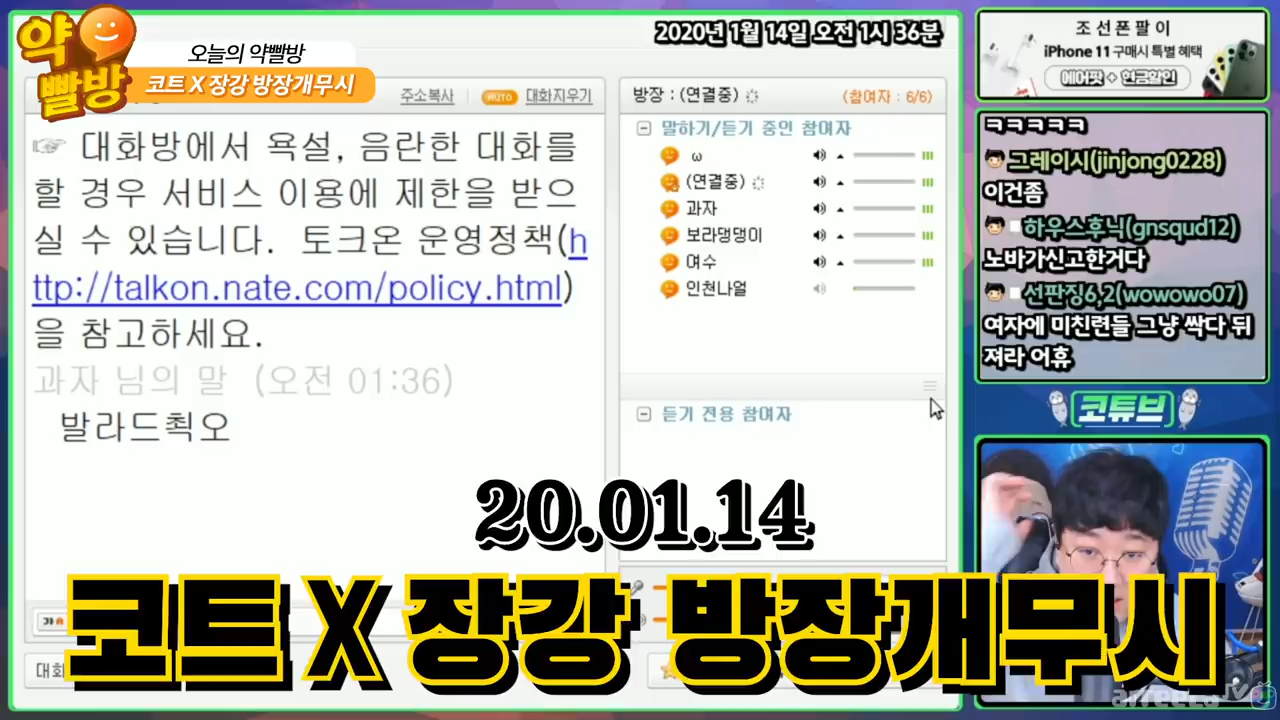 약빨방
오늘의 약빨방
코트 X 장강 방장개무시
2020년 1월 14일 오전 1시 36분
주소복사
AUTO
대화지우기
☞ 대화방에서 욕설, 음란한 대화를
할 경우 서비스 이용에 제한을 받으
실 수 있습니다. 토크온 운영정책(h
ttp://talkon.nate.com/policy.html)
을 참고하세요.
과자 님의 말 (오전 01:36)
발라드쵝오
방장 : (연결중)
(참여자 : 6/6)
말하기/듣기 중인 참여자
ω
(연결중)
과자
보라댕댕이
여수
인천나얼
듣기 전용 참여자
조선폰팔이
iPhone 11 구매시 특별 혜택
에어팟 + 현금할인
ㅋㅋㅋㅋㅋ
그레이시(jinjong0228)
이건좀
하우스후닉(gnsqud12)
노바가신고한거다
선판징6,2(wowowo07)
여자에 미친련들 그냥 싹다 뒤
져라 어휴
코튜브
20.01.14
코트 X 장강 방장개무시
대화
afreecaTV